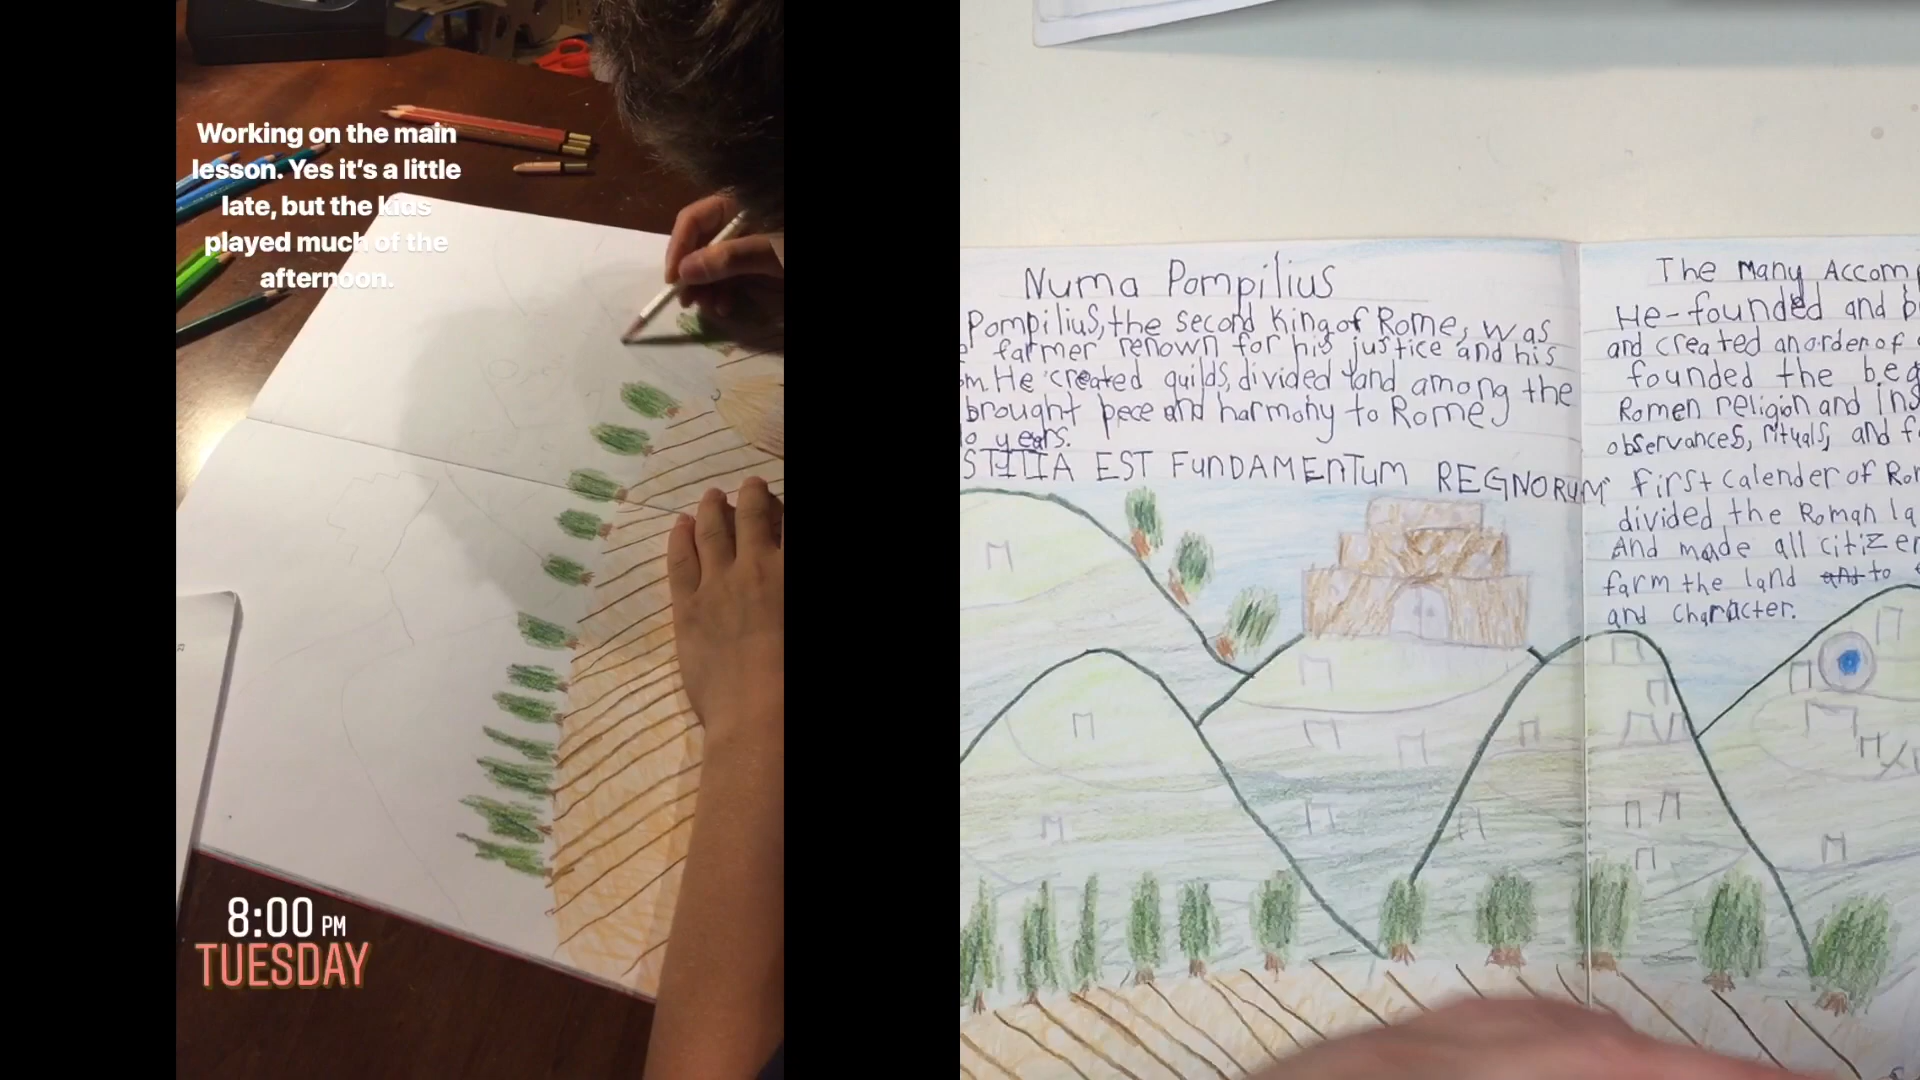 Working on the main
lesson. Yes it's a little
late, but the kids
played much of the
afternoon.
8:00 PM
TUESDAY
Numa Pompilius
Pompilius, the second king of Rome, was
farmer renown for his justice and his
He created guilds, divided land among the
brought pece and harmony to Rome
years.
EST FUNDAMENTUM REGNORUM
The Many
He founded and
and created an order of
founded the
Romen religion and
observances, rituals, and
first calender of
divided the Roman
And made all
farm the land and to
and character.